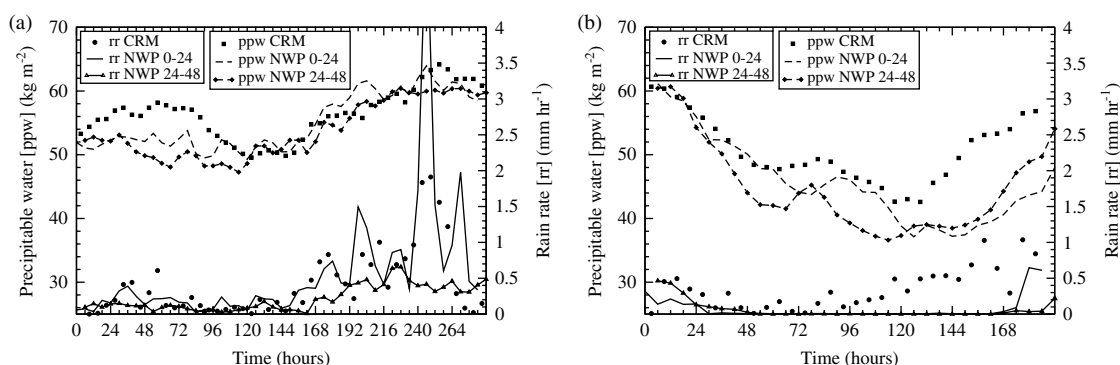 (a)
70
60
50
40
30
Precipitable water [ppw] (kg m-2)
rr CRM
rr NWP 0-24
rr NWP 24-48
ppw CRM
ppw NWP 0-24
ppw NWP 24-48
4
3.5
3
2.5
2
1.5
1
0.5
0
Rain rate [rr] (mm hr-1)
0 24 48 72 96 120 144 168 192 216 240 264
Time (hours)
(b)
70
60
50
40
30
Precipitable water [ppw] (kg m-2)
rr CRM
rr NWP 0-24
rr NWP 24-48
ppw CRM
ppw NWP 0-24
ppw NWP 24-48
4
3.5
3
2.5
2
1.5
1
0.5
0
Rain rate [rr] (mm hr-1)
0 24 48 72 96 120 144 168
Time (hours)